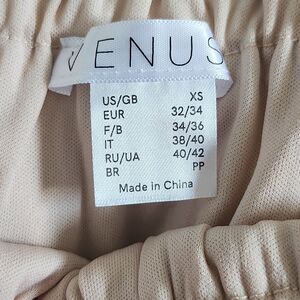 VENUS
US/GB XS
EUR 32/34
F/B 34/36
IT 38/40
RU/UA 40/42
BR PP
Made in China